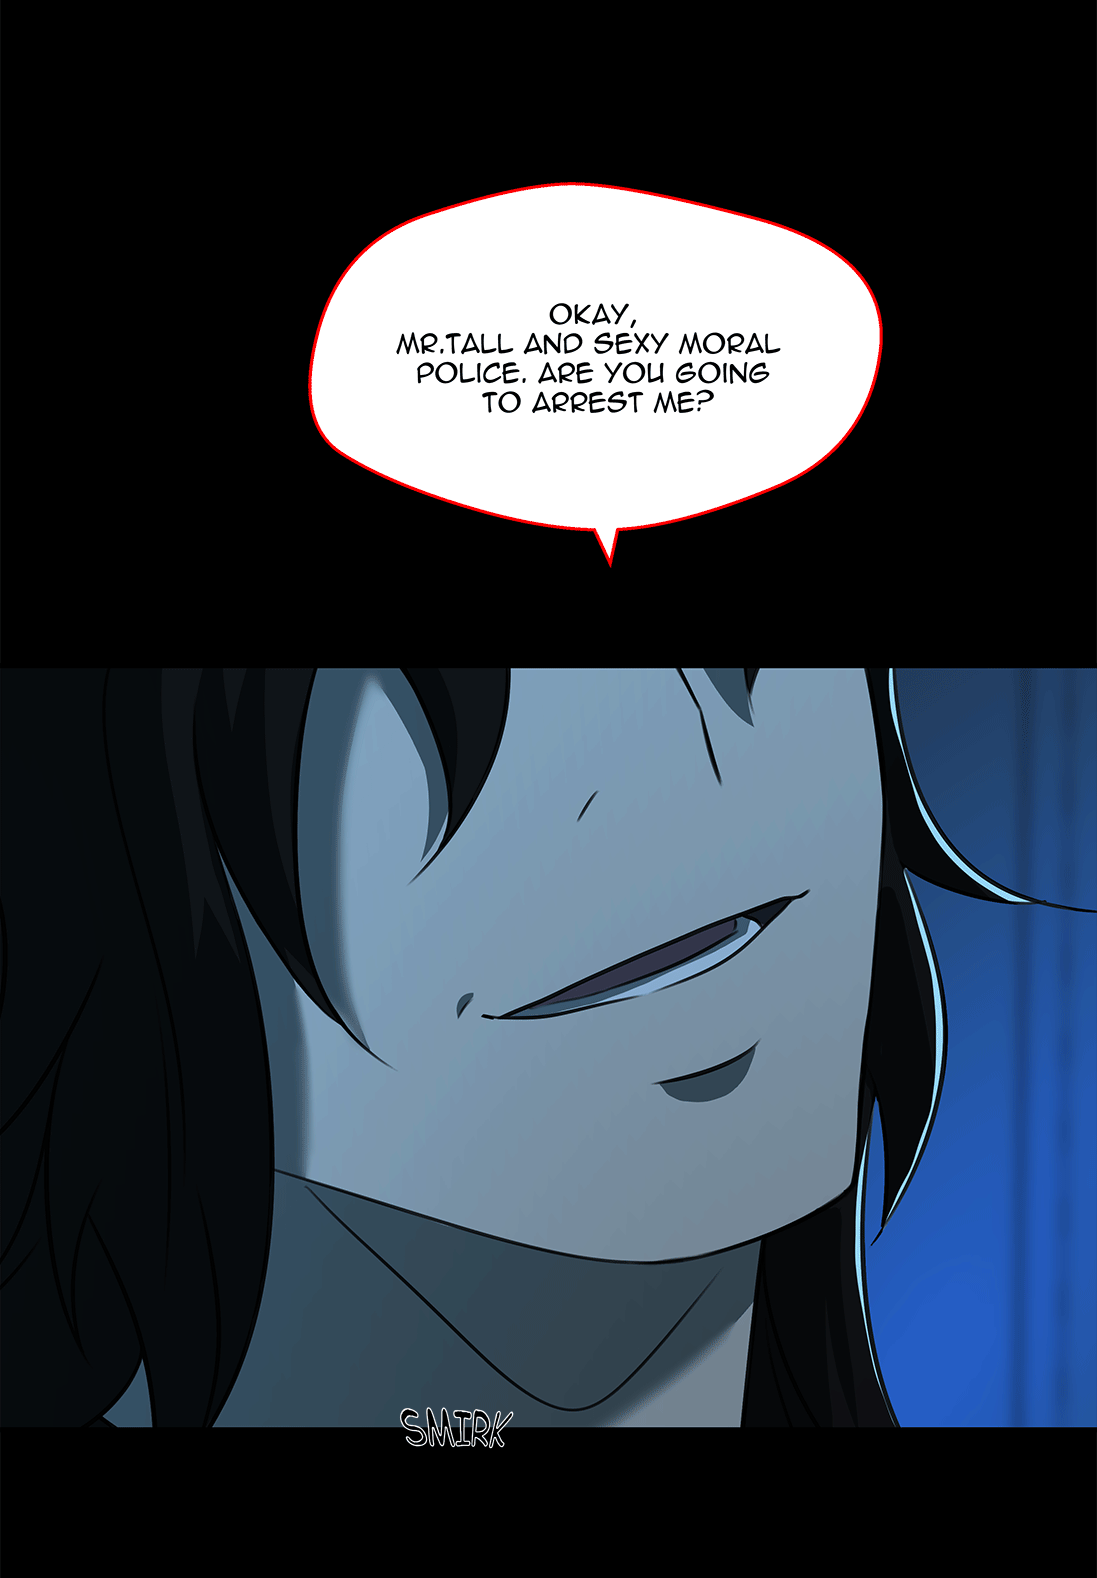 OKAY,
MR.TALL AND SEXY MORAL
POLICE. ARE YOU GOING
TO ARREST ME?
SMIRK